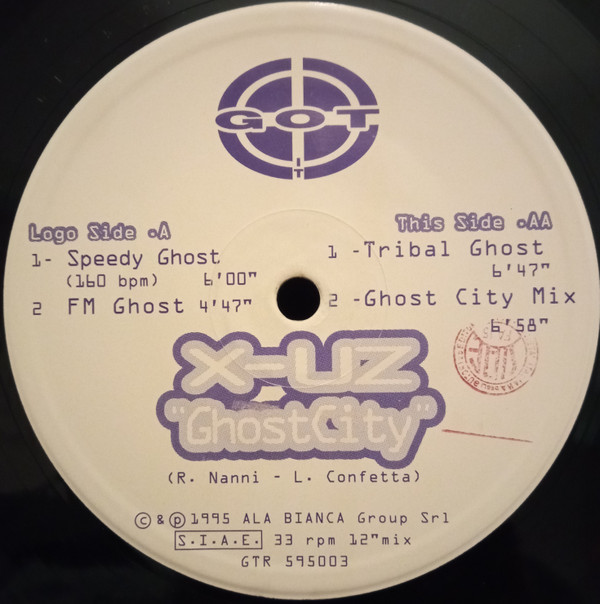 GOT
IT
Logo Side •A
1- Speedy Ghost
(160 bpm) 6'00"
2 FM Ghost 4'47"
This Side •AA
1 -Tribal Ghost
6'47"
2 -Ghost City Mix
6'58"
X-UZ
"GhostCity"
(R. Nanni - L. Confetta)
© & ℗ 1995 ALA BIANCA Group Srl
S.I.A.E. 33 rpm 12"mix
GTR 595003